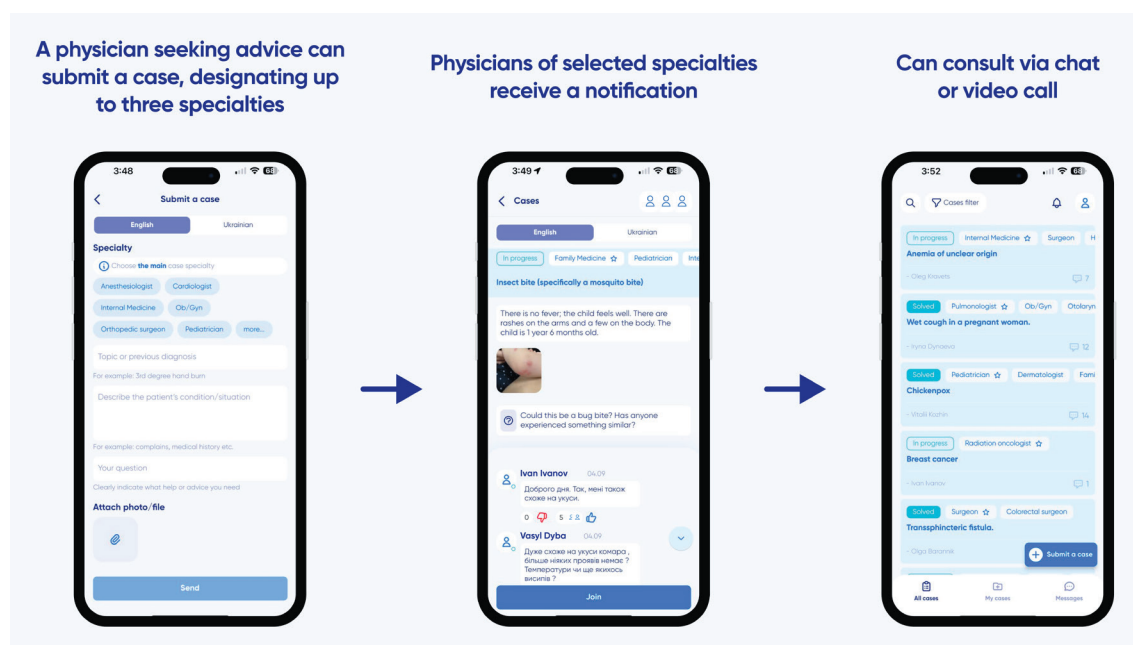 A physician seeking advice can
submit a case, designating up
to three specialties
Physicians of selected specialties
receive a notification
Can consult via chat
or video call
3:48
68
Submit a case
English Ukrainian
Specialty
Choose the main case specialty
Anesthesiologist Cardiologist
Internal Medicine Ob/Gyn
Orthopedic surgeon Pediatrician more...
Topic or previous diagnosis
For example: 3rd degree hand burn
Describe the patient's condition/situation
For example: complains, medical history etc.
Your question
Clearly indicate what help or advice you need
Attach photo/file
Send
3:49
68
Cases
English Ukrainian
In progress Family Medicine Pediatrician Inte
Insect bite (specifically a mosquito bite)
There is no fever; the child feels well. There are
rashes on the arms and a few on the body. The
child is 1 year 6 months old.
Could this be a bug bite? Has anyone
experienced something similar?
Ivan Ivanov 04.09
Доброго дня. Так, мені також
схоже на укуси.
0 5
Vasyl Dyba 04.09
Дуже схоже на укуси комара ,
більше ніяких проявів немає ?
Температури чи ще якихось
висипів ?
Join
3:52
68
Cases filter
In progress Internal Medicine Surgeon H
Anemia of unclear origin
- Oleg Kravets 7
Solved Pulmonologist Ob/Gyn Otolaryn
Wet cough in a pregnant woman.
- Iryna Dynaieva 12
Solved Pediatrician Dermatologist Fami
Chickenpox
- Vitalii Kozhin 14
In progress Radiation oncologist
Breast cancer
- Ivan Ivanov 1
Solved Surgeon Colorectal surgeon
Transsphincteric fistula.
- Olga Barannik
Submit a case
All cases My cases Messages